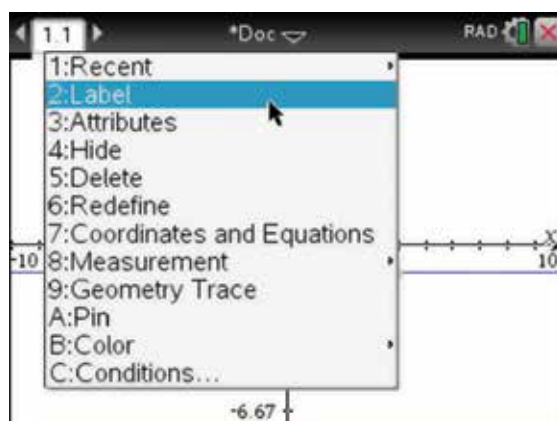 1.1 *Doc RAD
1:Recent
2:Label
3:Attributes
4:Hide
5:Delete
6:Redefine
7:Coordinates and Equations
x
-10 8:Measurement 10
9:Geometry Trace
A:Pin
B:Color
C:Conditions...
-6.67